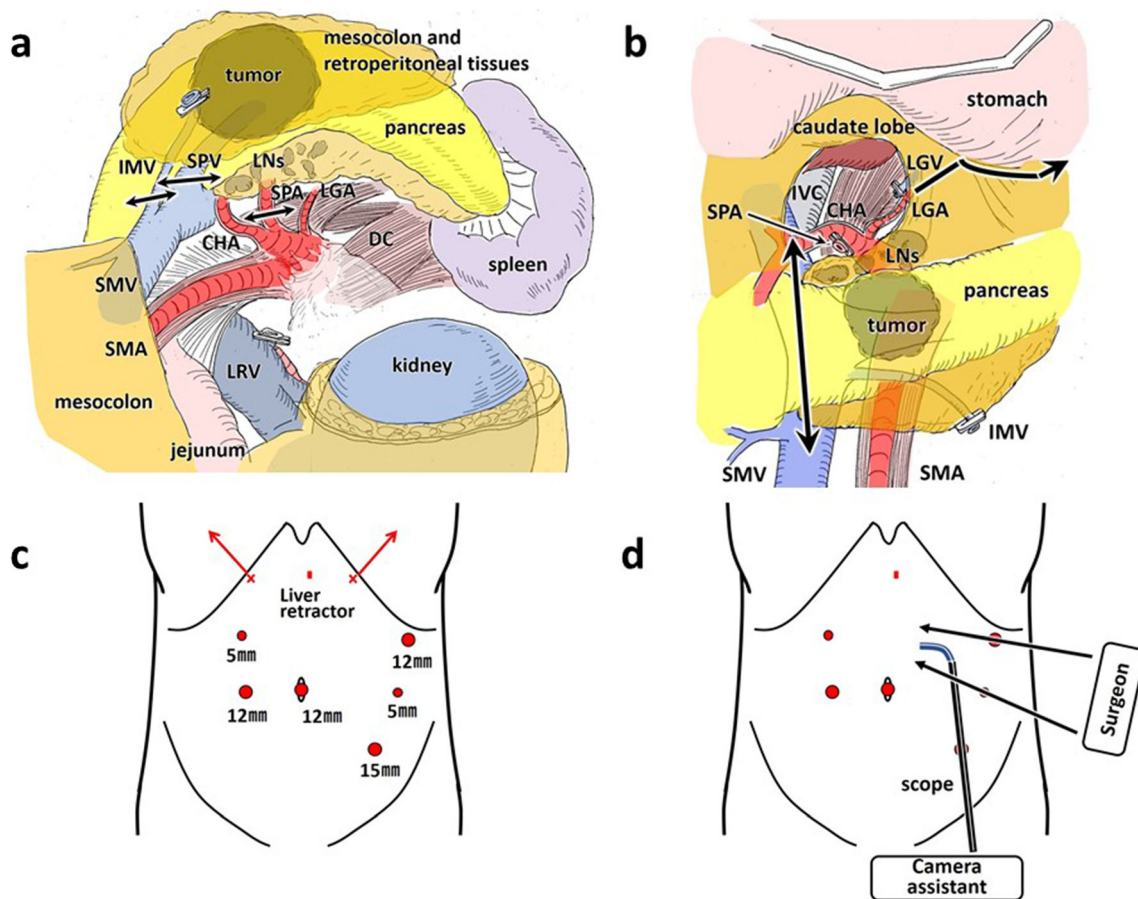 a
tumor
mesocolon and
retroperitoneal tissues
pancreas
IMV
SPV
LNs
SPA
LGA
CHA
DC
spleen
SMV
SMA
LRV
kidney
mesocolon
jejunum
b
stomach
caudate lobe
LGV
IVC
CHA
LGA
SPA
LNs
pancreas
tumor
IMV
SMV
SMA
c
Liver
retractor
5mm
12mm
12mm
12mm
5mm
15mm
d
Surgeon
scope
Camera
assistant